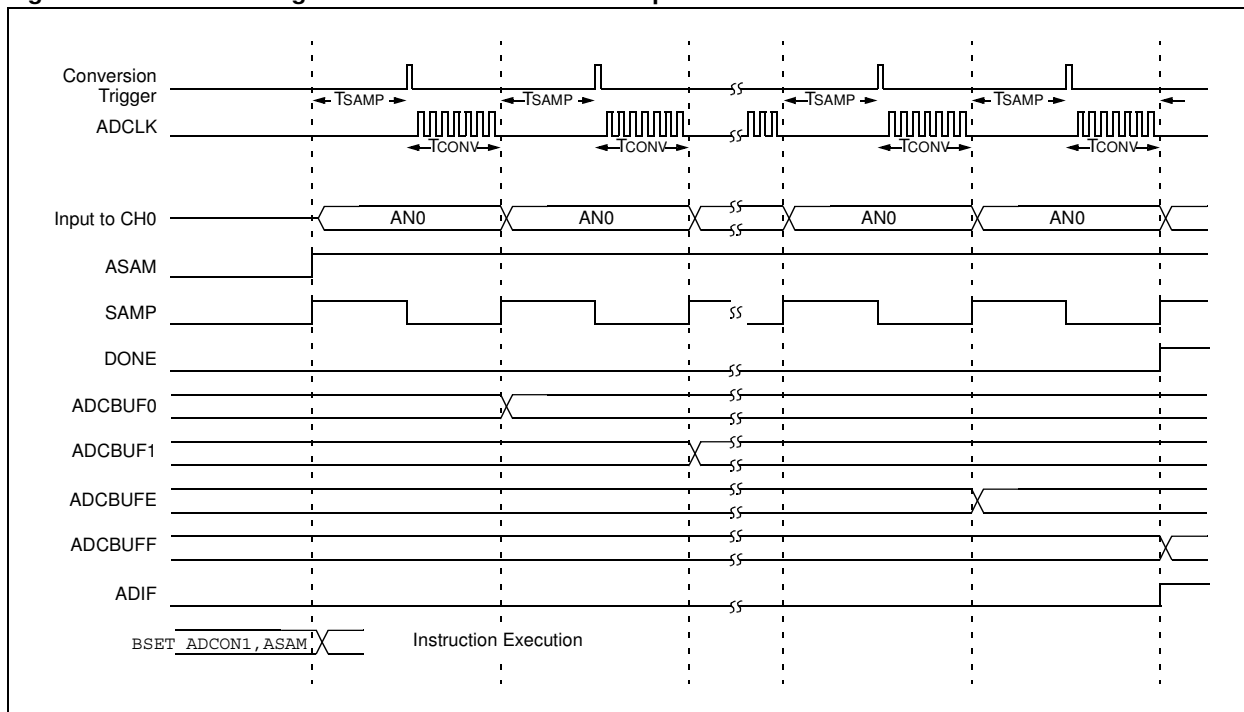 Conversion
Trigger
TSAMP TSAMP TSAMP TSAMP
ADCLK
TCONV TCONV TCONV TCONV
Input to CH0 AN0 AN0 AN0 AN0
ASAM
SAMP
DONE
ADCBUF0
ADCBUF1
ADCBUFE
ADCBUFF
ADIF
BSET ADCON1,ASAM Instruction Execution